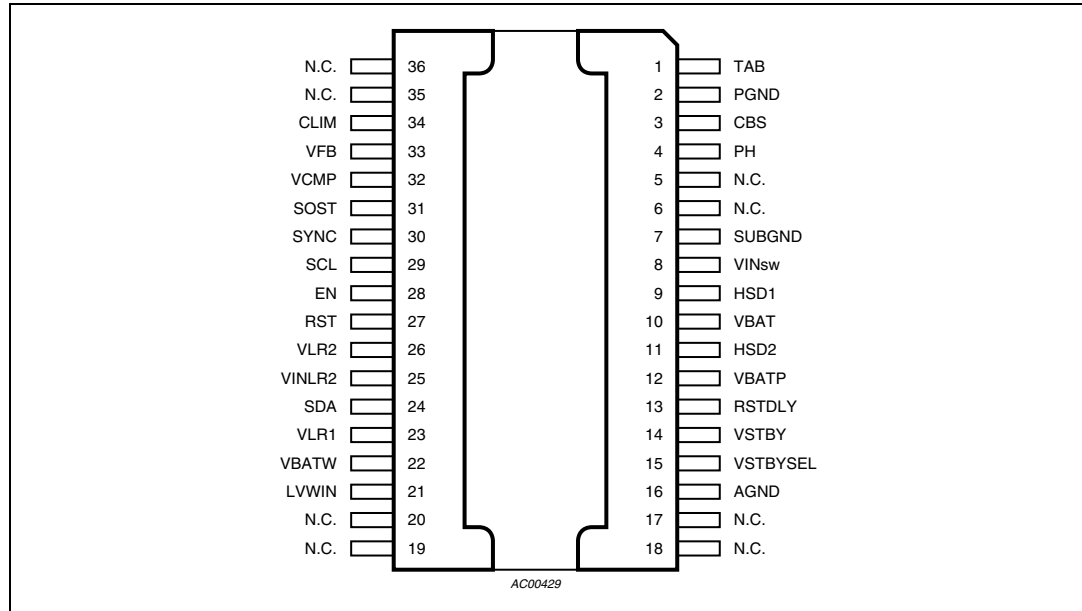 N.C. 36 1 TAB
N.C. 35 2 PGND
CLIM 34 3 CBS
VFB 33 4 PH
VCMP 32 5 N.C.
SOST 31 6 N.C.
SYNC 30 7 SUBGND
SCL 29 8 VINsw
EN 28 9 HSD1
RST 27 10 VBAT
VLR2 26 11 HSD2
VINLR2 25 12 VBATP
SDA 24 13 RSTDLY
VLR1 23 14 VSTBY
VBATW 22 15 VSTBYSEL
LVWIN 21 16 AGND
N.C. 20 17 N.C.
N.C. 19 18 N.C.
AC00429